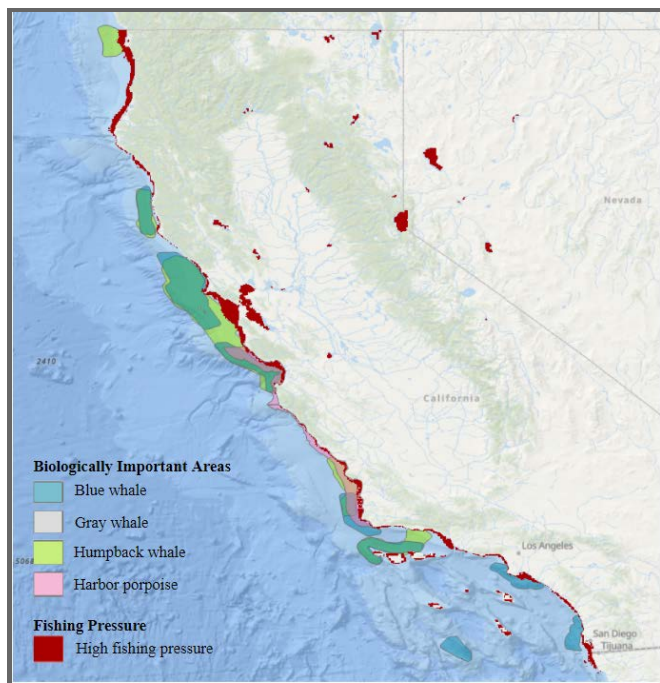 Nevada
2410
California
Biologically Important Areas
Blue whale
Gray whale
Humpback whale
Harbor porpoise
Los Angeles
Fishing Pressure
High fishing pressure
San Diego
Tijuana